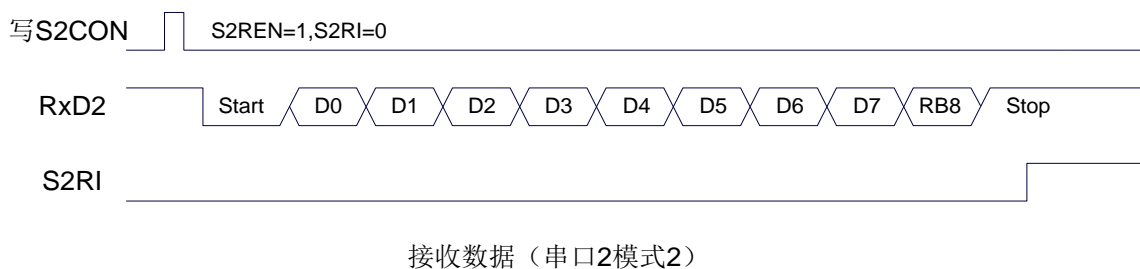 写S2CON S2REN=1,S2RI=0
RxD2 Start D0 D1 D2 D3 D4 D5 D6 D7 RB8 Stop
S2RI
接收数据（串口2模式2）